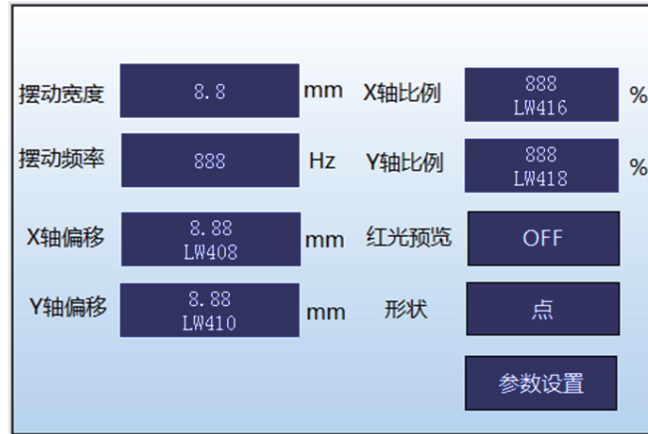 摆动宽度 8.8 mm X轴比例 888 LW416 %
摆动频率 888 Hz Y轴比例 888 LW418 %
X轴偏移 8.88 LW408 mm 红光预览 OFF
Y轴偏移 8.88 LW410 mm 形状 点
参数设置